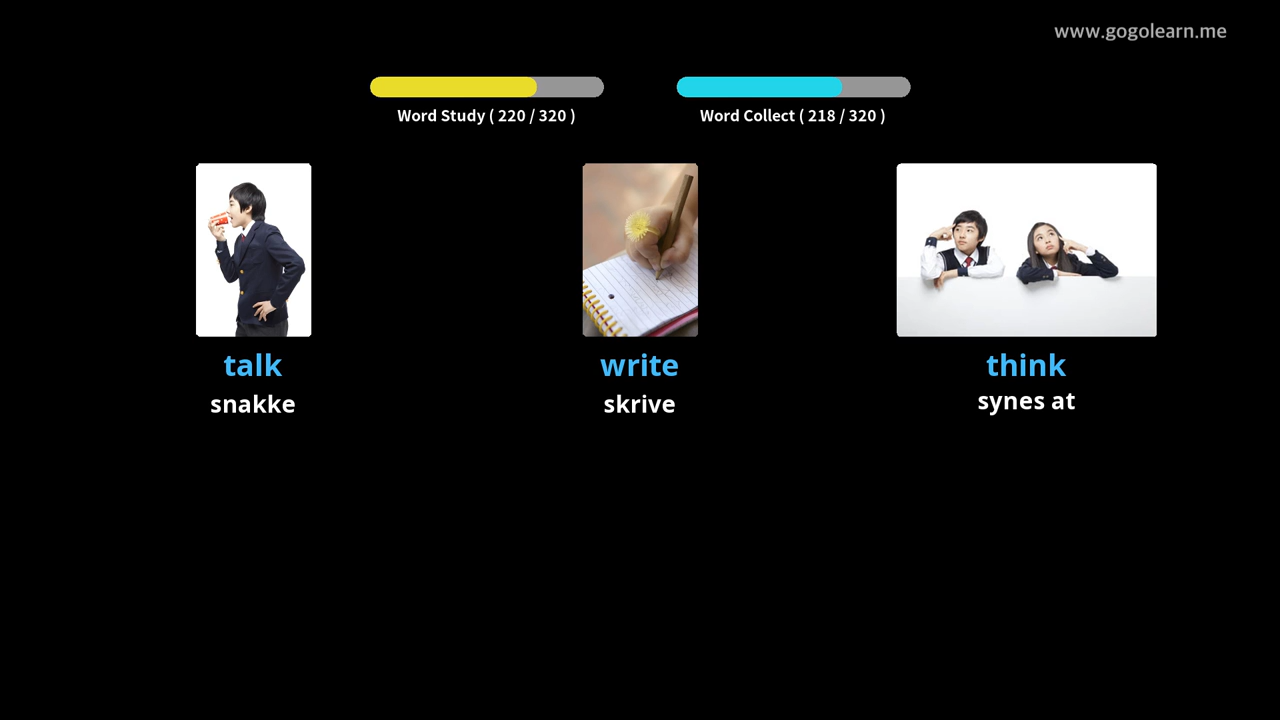 www.gogolearn.me
Word Study ( 220 / 320 )
Word Collect ( 218 / 320 )
talk
snakke
write
skrive
think
synes at